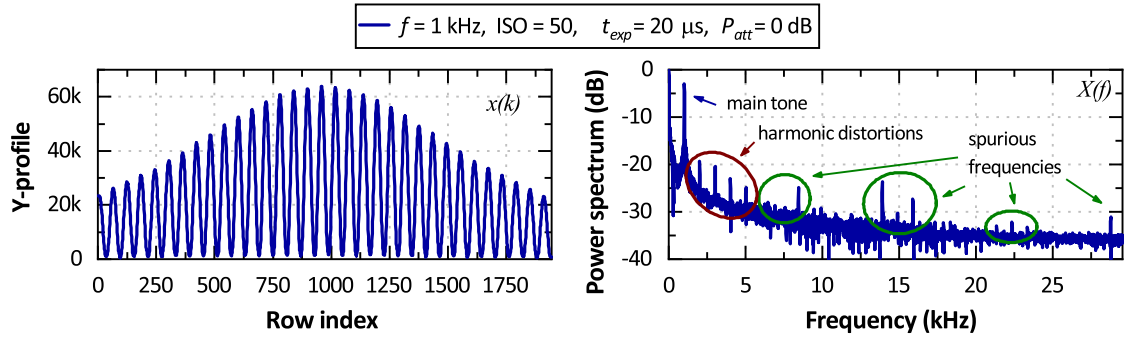 f = 1 kHz, ISO = 50, t_exp = 20 µs, P_att = 0 dB
60k
40k
20k
0
Y-profile
x(k)
0 250 500 750 1000 1250 1500 1750
Row index
0
-10
-20
-30
-40
Power spectrum (dB)
X(f)
main tone
harmonic distortions
spurious
frequencies
0 5 10 15 20 25
Frequency (kHz)